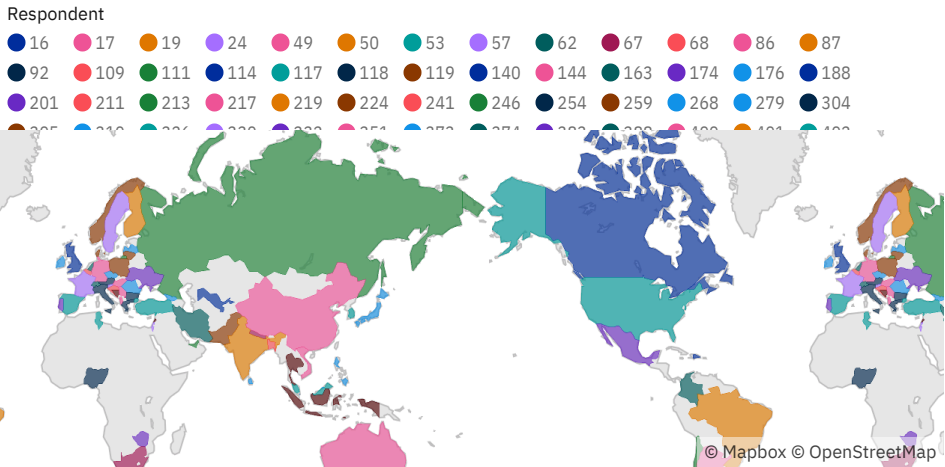 Respondent
16 17 19 24 49 50 53 57 62 67 68 86 87
92 109 111 114 117 118 119 140 144 163 174 176 188
201 211 213 217 219 224 241 246 254 259 268 279 304
© Mapbox © OpenStreetMap